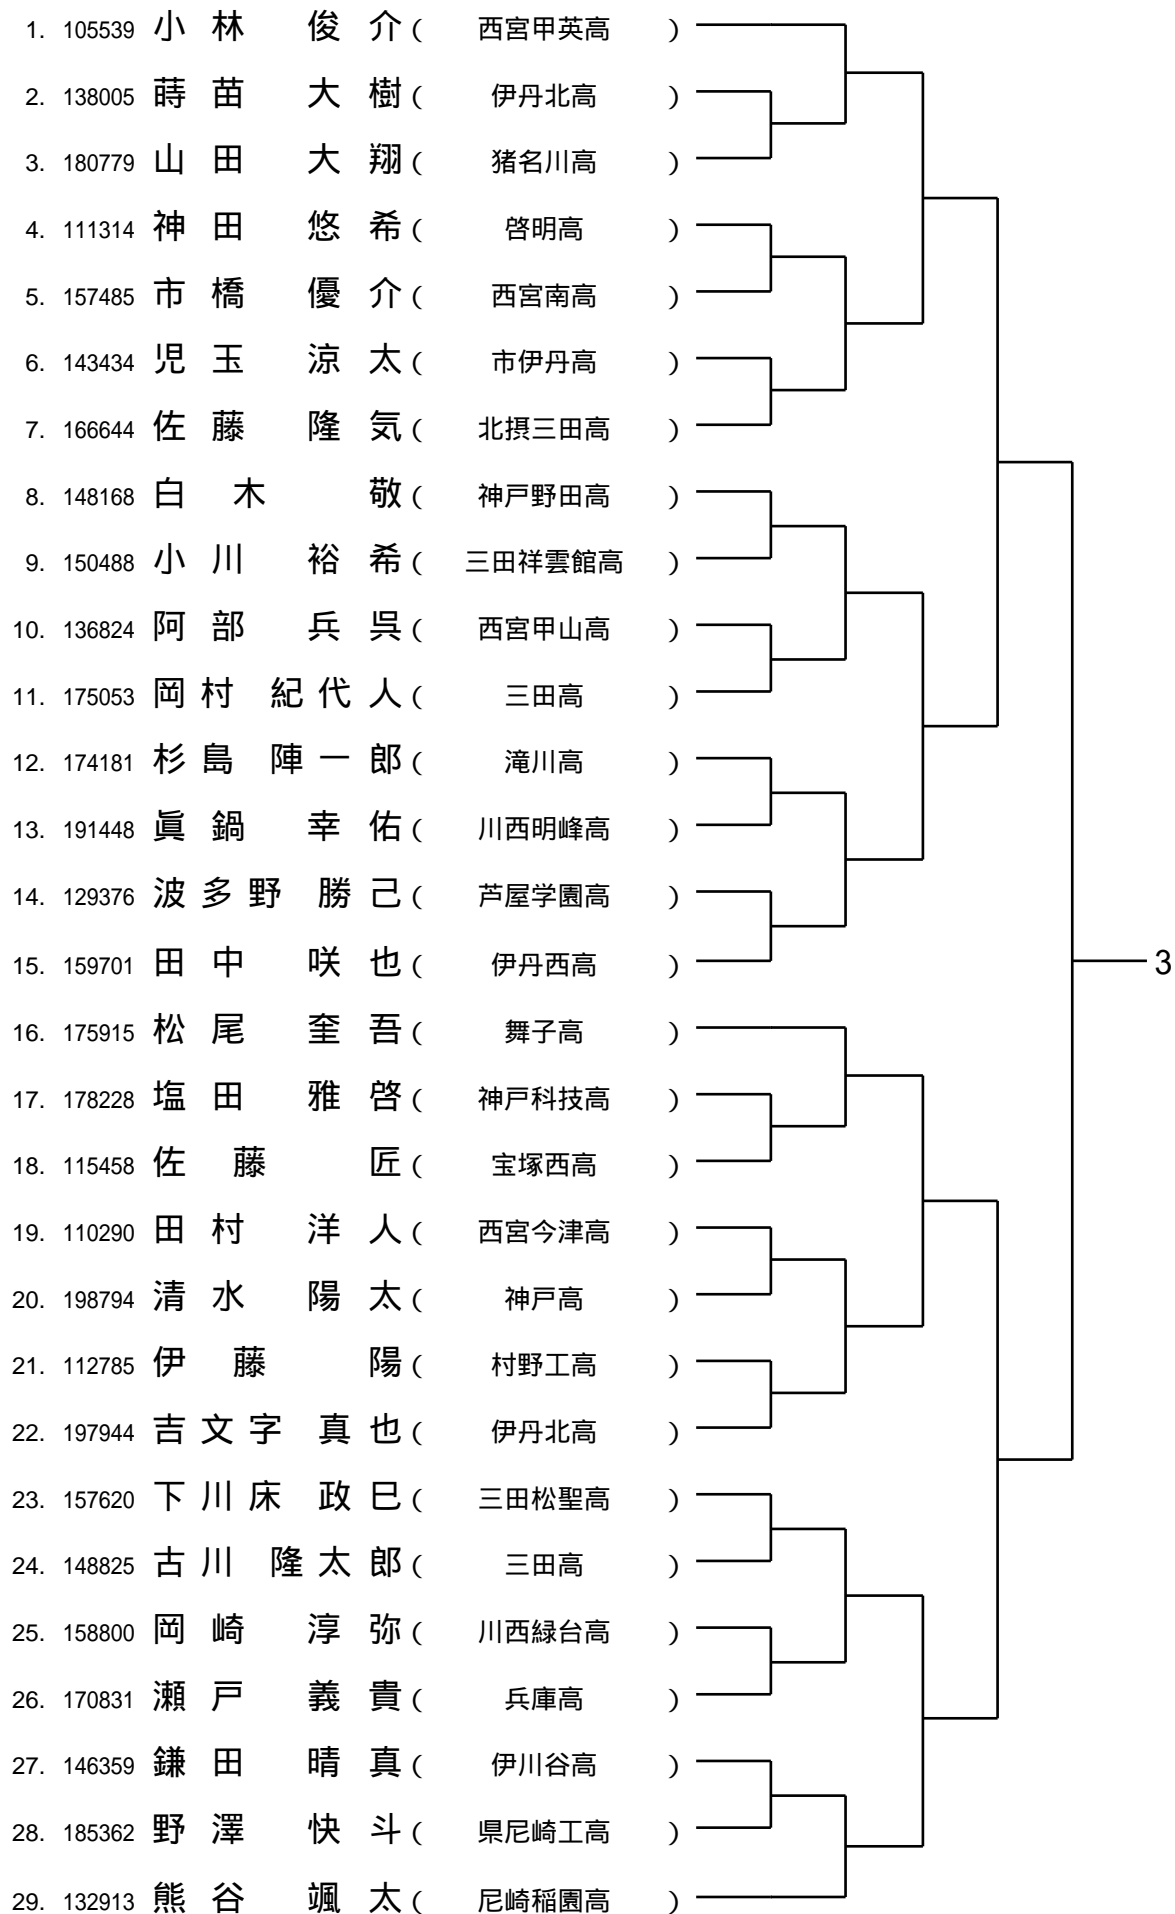 1. 105539 小林 俊介 ( 西宮甲英高 )
2. 138005 蒔苗 大樹 ( 伊丹北高 )
3. 180779 山田 大翔 ( 猪名川高 )
4. 111314 神田 悠希 ( 啓明高 )
5. 157485 市橋 優介 ( 西宮南高 )
6. 143434 児玉 涼太 ( 市伊丹高 )
7. 166644 佐藤 隆気 ( 北摂三田高 )
8. 148168 白木 敬 ( 神戸野田高 )
9. 150488 小川 裕希 ( 三田祥雲館高 )
10. 136824 阿部 兵呉 ( 西宮甲山高 )
11. 175053 岡村 紀代人 ( 三田高 )
12. 174181 杉島 陣一郎 ( 滝川高 )
13. 191448 眞鍋 幸佑 ( 川西明峰高 )
14. 129376 波多野 勝己 ( 芦屋学園高 )
15. 159701 田中 咲也 ( 伊丹西高 )
3
16. 175915 松尾 奎吾 ( 舞子高 )
17. 178228 塩田 雅啓 ( 神戸科技高 )
18. 115458 佐藤 匠 ( 宝塚西高 )
19. 110290 田村 洋人 ( 西宮今津高 )
20. 198794 清水 陽太 ( 神戸高 )
21. 112785 伊藤 陽 ( 村野工高 )
22. 197944 吉文字 真也 ( 伊丹北高 )
23. 157620 下川床 政巳 ( 三田松聖高 )
24. 148825 古川 隆太郎 ( 三田高 )
25. 158800 岡崎 淳弥 ( 川西緑台高 )
26. 170831 瀬戸 義貴 ( 兵庫高 )
27. 146359 鎌田 晴真 ( 伊川谷高 )
28. 185362 野澤 快斗 ( 県尼崎工高 )
29. 132913 熊谷 颯太 ( 尼崎稲園高 )